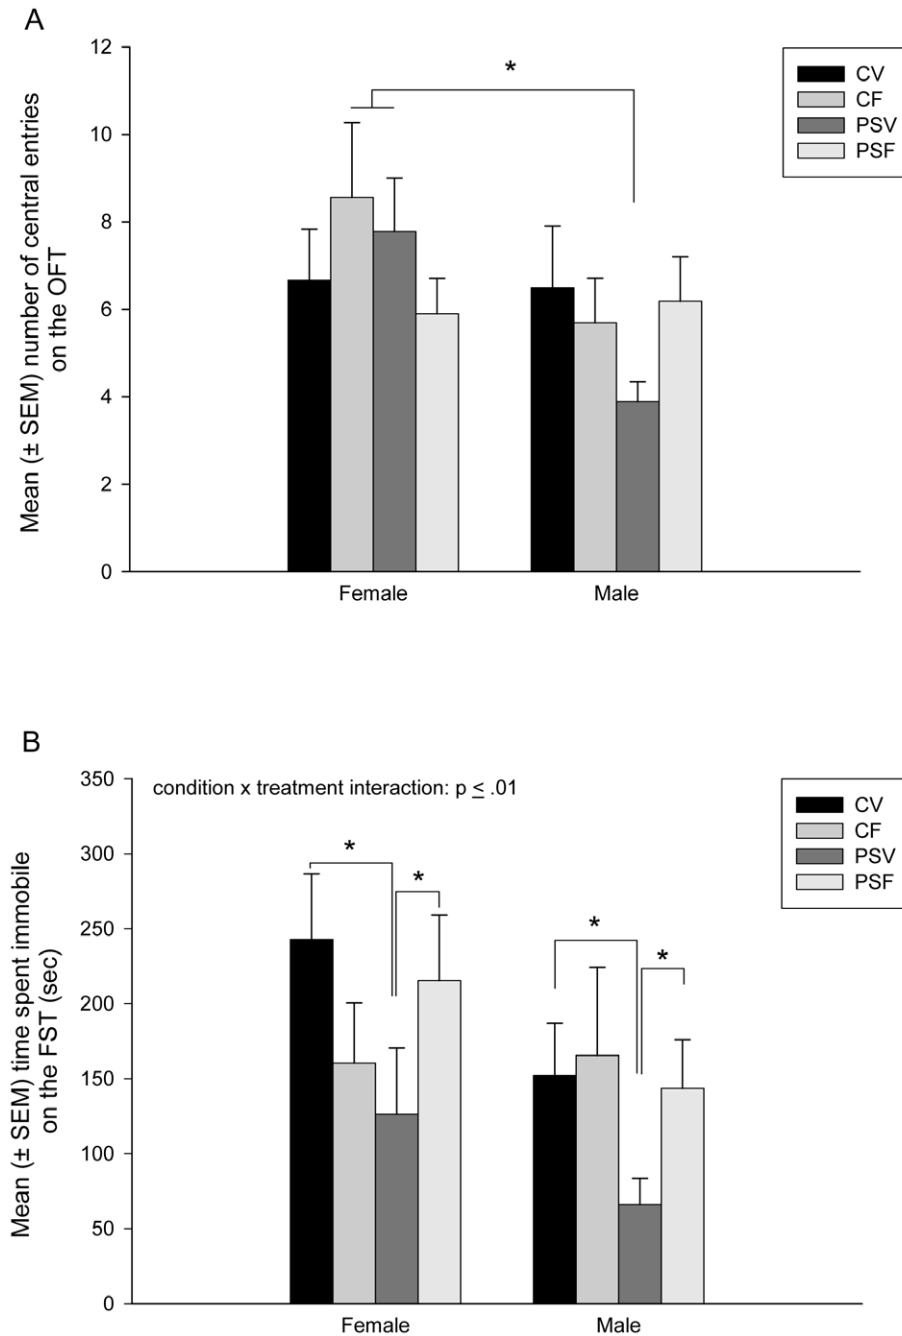 A
Mean (± SEM) number of central entries
on the OFT
12
10
8
6
4
2
0
*
CV
CF
PSV
PSF
Female
Male
B
Mean (± SEM) time spent immobile
on the FST (sec)
350
300
250
200
150
100
50
0
condition x treatment interaction: p ≤ .01
*
*
*
*
CV
CF
PSV
PSF
Female
Male